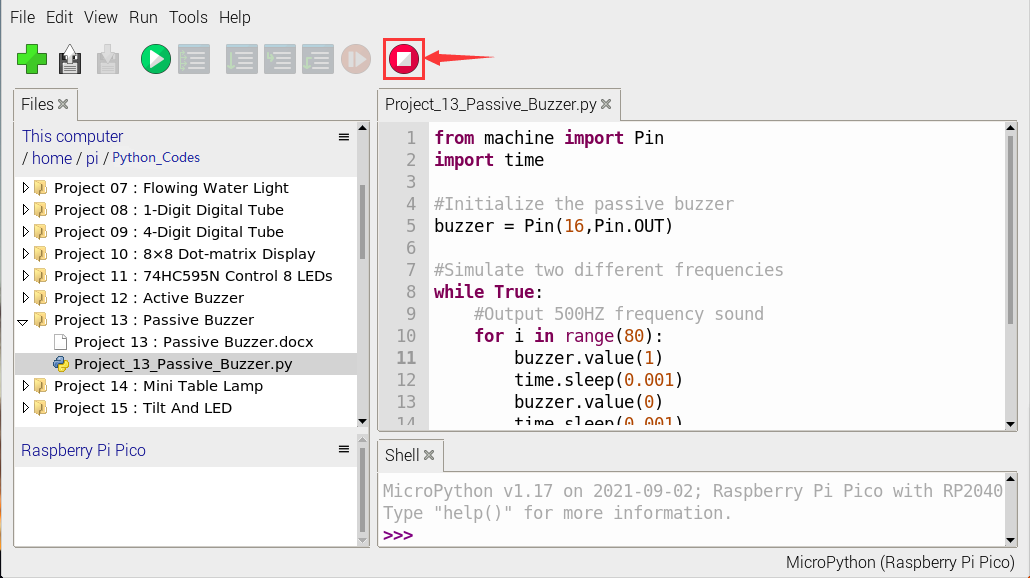 File Edit View Run Tools Help
Files
This computer
/ home / pi / Python_Codes
Project 07 : Flowing Water Light
Project 08 : 1-Digit Digital Tube
Project 09 : 4-Digit Digital Tube
Project 10 : 8×8 Dot-matrix Display
Project 11 : 74HC595N Control 8 LEDs
Project 12 : Active Buzzer
Project 13 : Passive Buzzer
Project 13 : Passive Buzzer.docx
Project_13_Passive_Buzzer.py
Project 14 : Mini Table Lamp
Project 15 : Tilt And LED
Raspberry Pi Pico
Project_13_Passive_Buzzer.py
1 from machine import Pin
2 import time
3
4 #Initialize the passive buzzer
5 buzzer = Pin(16,Pin.OUT)
6
7 #Simulate two different frequencies
8 while True:
9     #Output 500HZ frequency sound
10     for i in range(80):
11         buzzer.value(1)
12         time.sleep(0.001)
13         buzzer.value(0)
14         time.sleep(0.001)
Shell
MicroPython v1.17 on 2021-09-02; Raspberry Pi Pico with RP2040
Type "help()" for more information.
>>>
MicroPython (Raspberry Pi Pico)